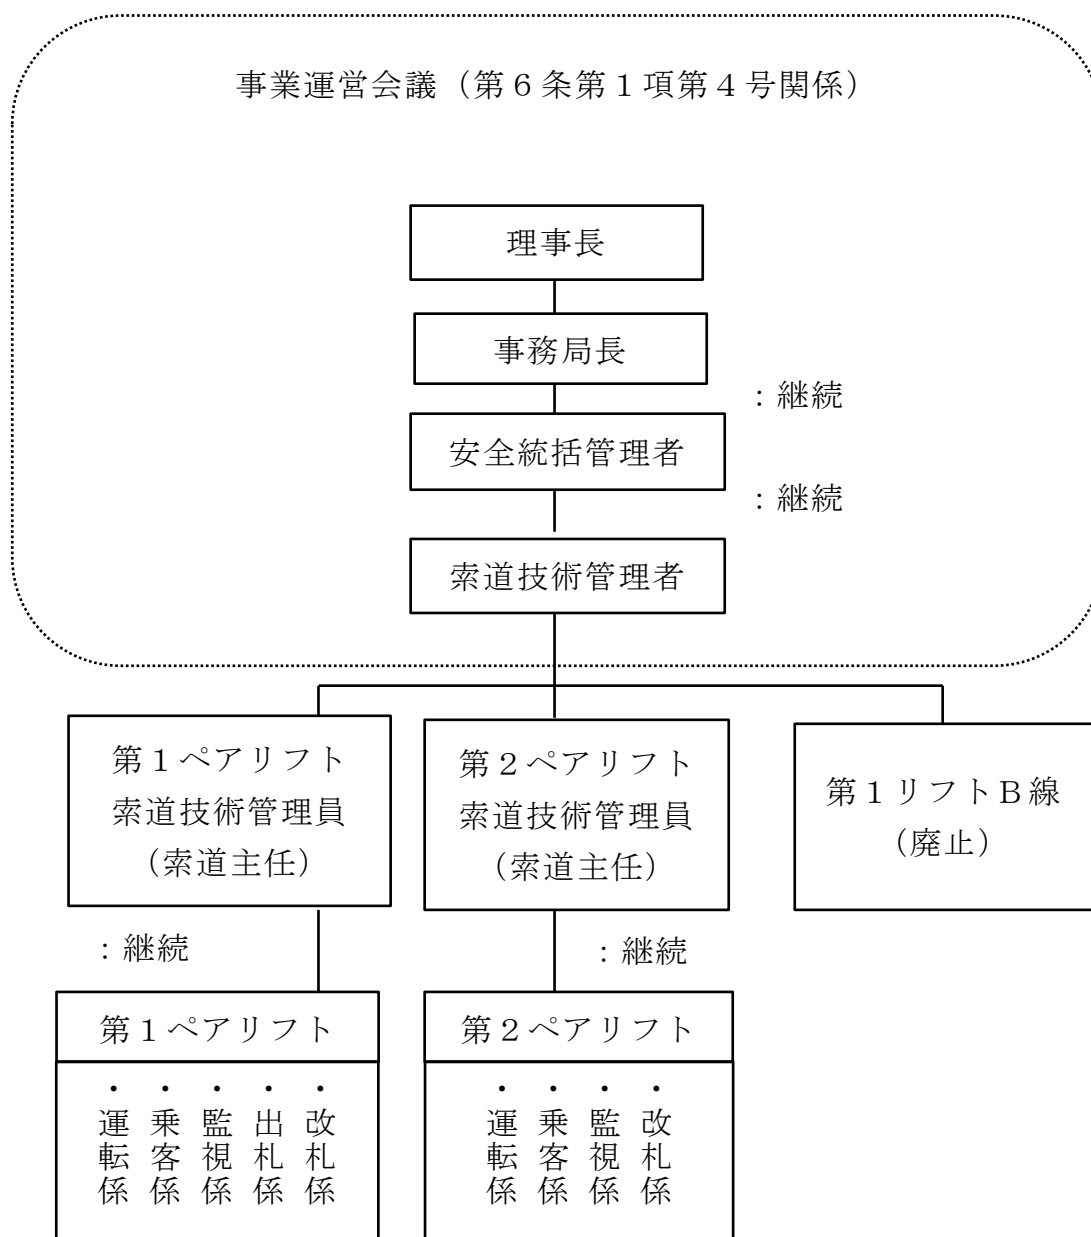 事業運営会議（第６条第１項第４号関係）
理事長
事務局長
：継続
安全統括管理者
：継続
索道技術管理者
第１ペアリフト
索道技術管理員
（索道主任）
第２ペアリフト
索道技術管理員
（索道主任）
第１リフトＢ線
（廃止）
：継続
：継続
第１ペアリフト
・運転係
・乗客係
・監視係
・出札係
・改札係
第２ペアリフト
・運転係
・乗客係
・監視係
・改札係